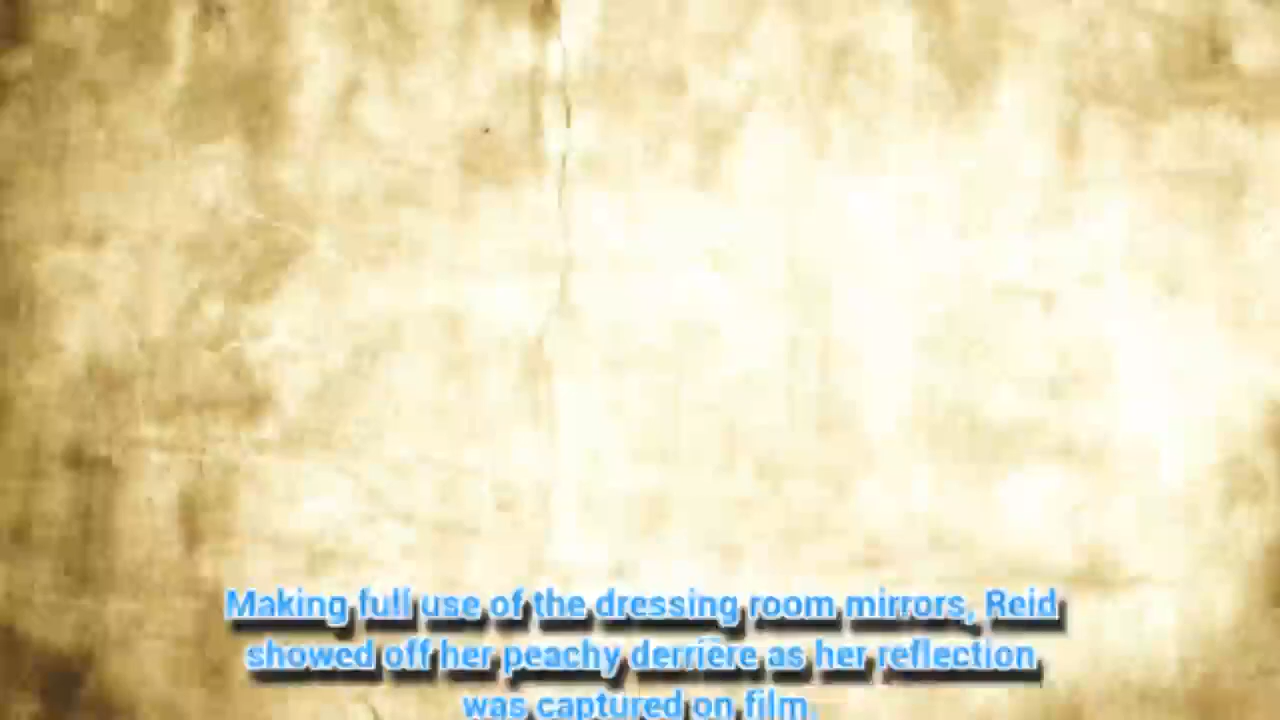 Making full use of the dressing room mirrors, Reid
showed off her peachy derrière as her reflection
was captured on film.